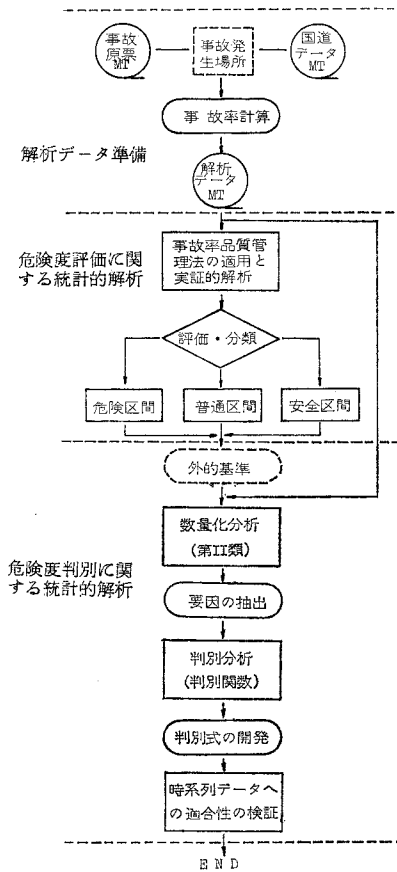 事故
原票
MT
事故発
生場所
国道
データ
MT
事 故率計算
解析データ準備
解析
データ
MT
危険度評価に関
する統計的解析
事故率品質管
理法の適用と
実証的解析
評価・分類
危険区間
普通区間
安全区間
外的基準
数量化分析
(第II類)
危険度判別に関
する統計的解析
要因の抽出
判別分析
(判別関数)
判別式の開発
時系列データへ
の適合性の検証
END